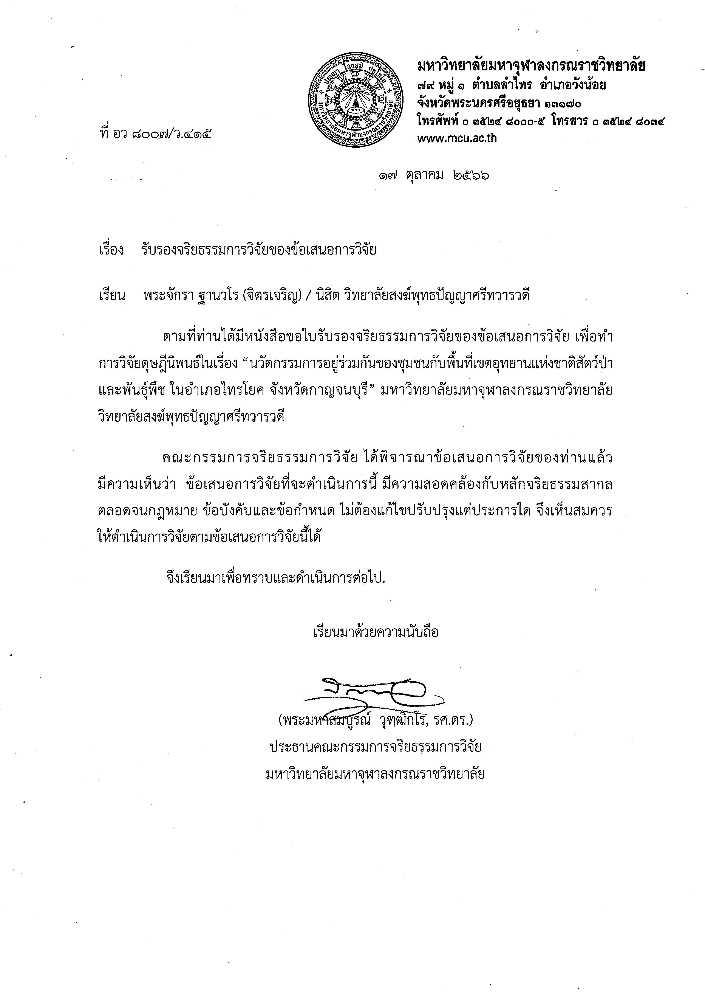 มหาวิทยาลัยมหาจุฬาลงกรณราชวิทยาลัย
๗๙ หมู่ ๑ ตำบลลำไทร อำเภอวังน้อย
จังหวัดพระนครศรีอยุธยา ๑๓๑๗๐
โทรศัพท์ ๐ ๓๕๒๔ ๘๐๐๐-๕ โทรสาร ๐ ๓๕๒๔ ๘๐๓๔
www.mcu.ac.th
ปญฺญา โลกสฺมิ ปชฺโชโต
มหาวิทยาลัยมหาจุฬาลงกรณราชวิทยาลัย
มจร
ที่ อว ๘๐๐๗/ว.๔๑๕
๑๗ ตุลาคม ๒๕๖๖
เรื่อง รับรองจริยธรรมการวิจัยของข้อเสนอการวิจัย
เรียน พระจักรา ฐานวโร (จิตรเจริญ) / นิสิต วิทยาลัยสงฆ์พุทธปัญญาศรีทวารวดี
ตามที่ท่านได้มีหนังสือขอใบรับรองจริยธรรมการวิจัยของข้อเสนอการวิจัย เพื่อทำ
การวิจัยดุษฎีนิพนธ์ในเรื่อง “นวัตกรรมการอยู่ร่วมกันของชุมชนกับพื้นที่เขตอุทยานแห่งชาติสัตว์ป่า
และพันธุ์พืช ในอำเภอไทรโยค จังหวัดกาญจนบุรี” มหาวิทยาลัยมหาจุฬาลงกรณราชวิทยาลัย
วิทยาลัยสงฆ์พุทธปัญญาศรีทวารวดี
คณะกรรมการจริยธรรมการวิจัย ได้พิจารณาข้อเสนอการวิจัยของท่านแล้ว
มีความเห็นว่า ข้อเสนอการวิจัยที่จะดำเนินการนี้ มีความสอดคล้องกับหลักจริยธรรมสากล
ตลอดจนกฎหมาย ข้อบังคับและข้อกำหนด ไม่ต้องแก้ไขปรับปรุงแต่ประการใด จึงเห็นสมควร
ให้ดำเนินการวิจัยตามข้อเสนอการวิจัยนี้ได้
จึงเรียนมาเพื่อทราบและดำเนินการต่อไป.
เรียนมาด้วยความนับถือ
(พระมหาสมบูรณ์ วุฑฺฒิกโร, รศ.ดร.)
ประธานคณะกรรมการจริยธรรมการวิจัย
มหาวิทยาลัยมหาจุฬาลงกรณราชวิทยาลัย